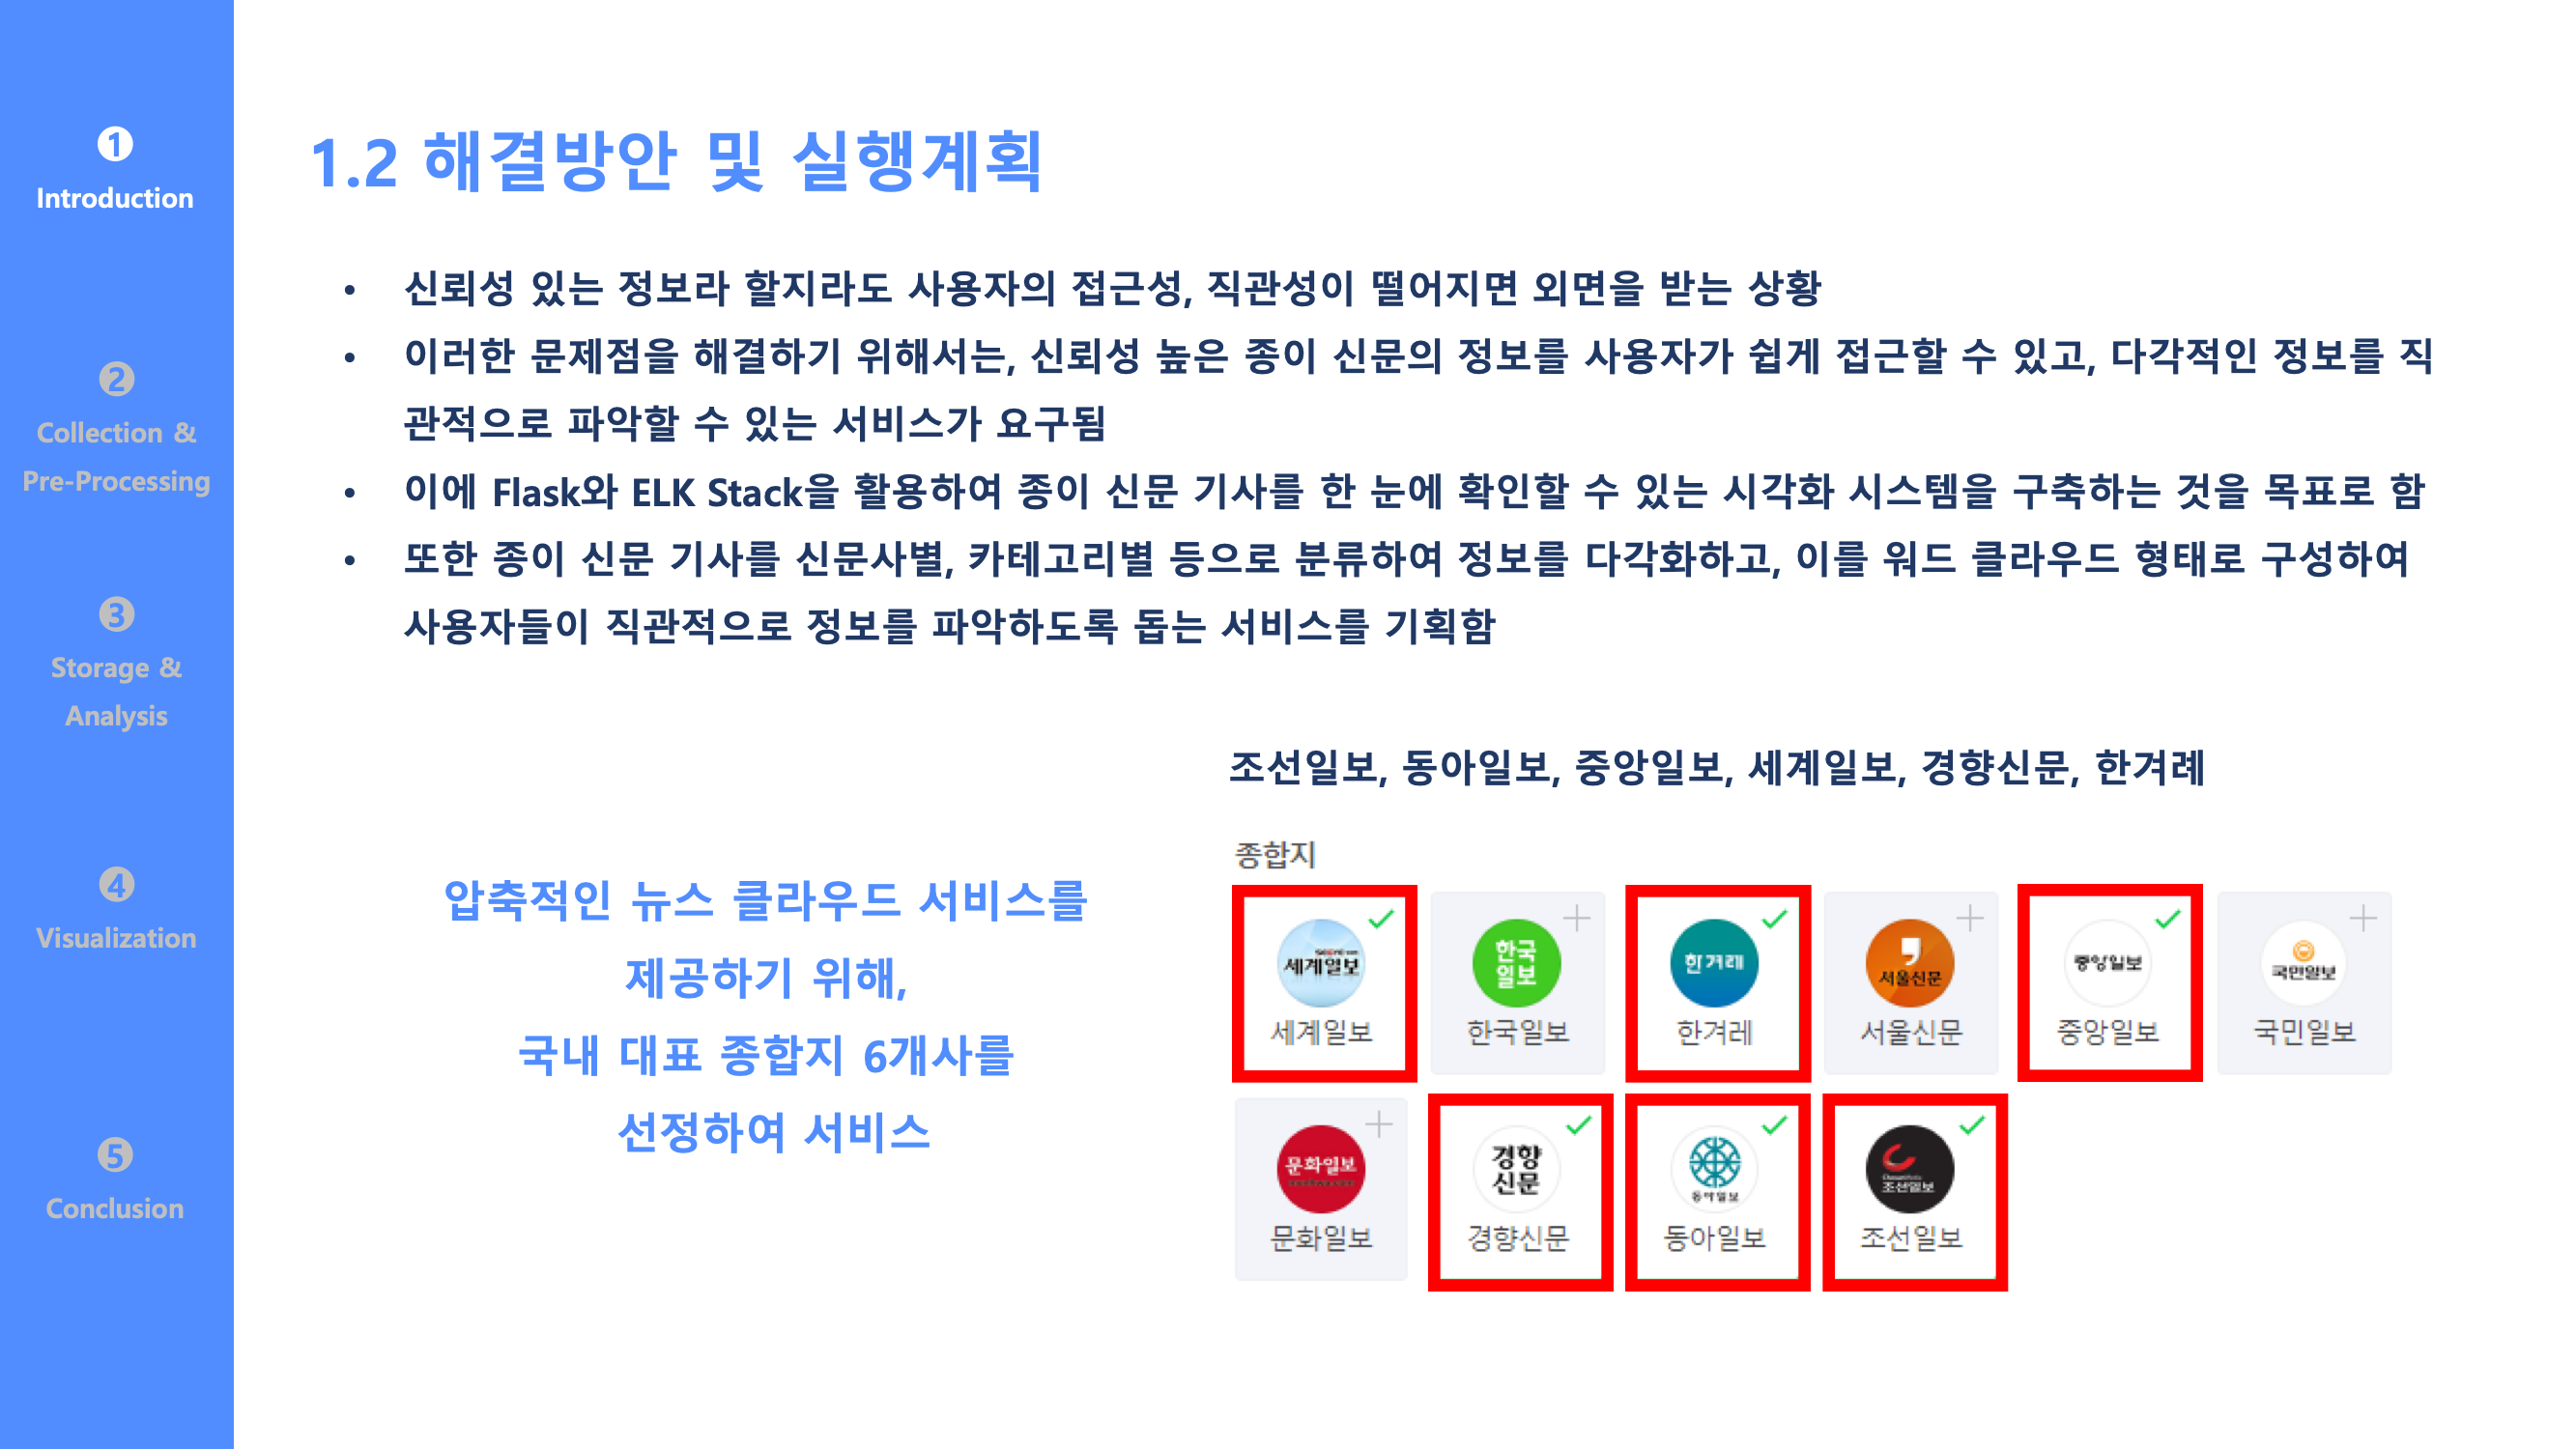 ❶
Introduction
❷
Collection &
Pre-Processing
❸
Storage &
Analysis
❹
Visualization
❺
Conclusion
1.2 해결방안 및 실행계획
• 신뢰성 있는 정보라 할지라도 사용자의 접근성, 직관성이 떨어지면 외면을 받는 상황
• 이러한 문제점을 해결하기 위해서는, 신뢰성 높은 종이 신문의 정보를 사용자가 쉽게 접근할 수 있고, 다각적인 정보를 직
관적으로 파악할 수 있는 서비스가 요구됨
• 이에 Flask와 ELK Stack을 활용하여 종이 신문 기사를 한 눈에 확인할 수 있는 시각화 시스템을 구축하는 것을 목표로 함
• 또한 종이 신문 기사를 신문사별, 카테고리별 등으로 분류하여 정보를 다각화하고, 이를 워드 클라우드 형태로 구성하여
사용자들이 직관적으로 정보를 파악하도록 돕는 서비스를 기획함
압축적인 뉴스 클라우드 서비스를
제공하기 위해,
국내 대표 종합지 6개사를
선정하여 서비스
조선일보, 동아일보, 중앙일보, 세계일보, 경향신문, 한겨레
종합지
세계일보
한국
일보
한겨레
서울신문
중앙일보
국민일보
세계일보
한국일보
한겨레
서울신문
중앙일보
국민일보
문화일보
경향
신문
동아일보
조선일보
문화일보
경향신문
동아일보
조선일보